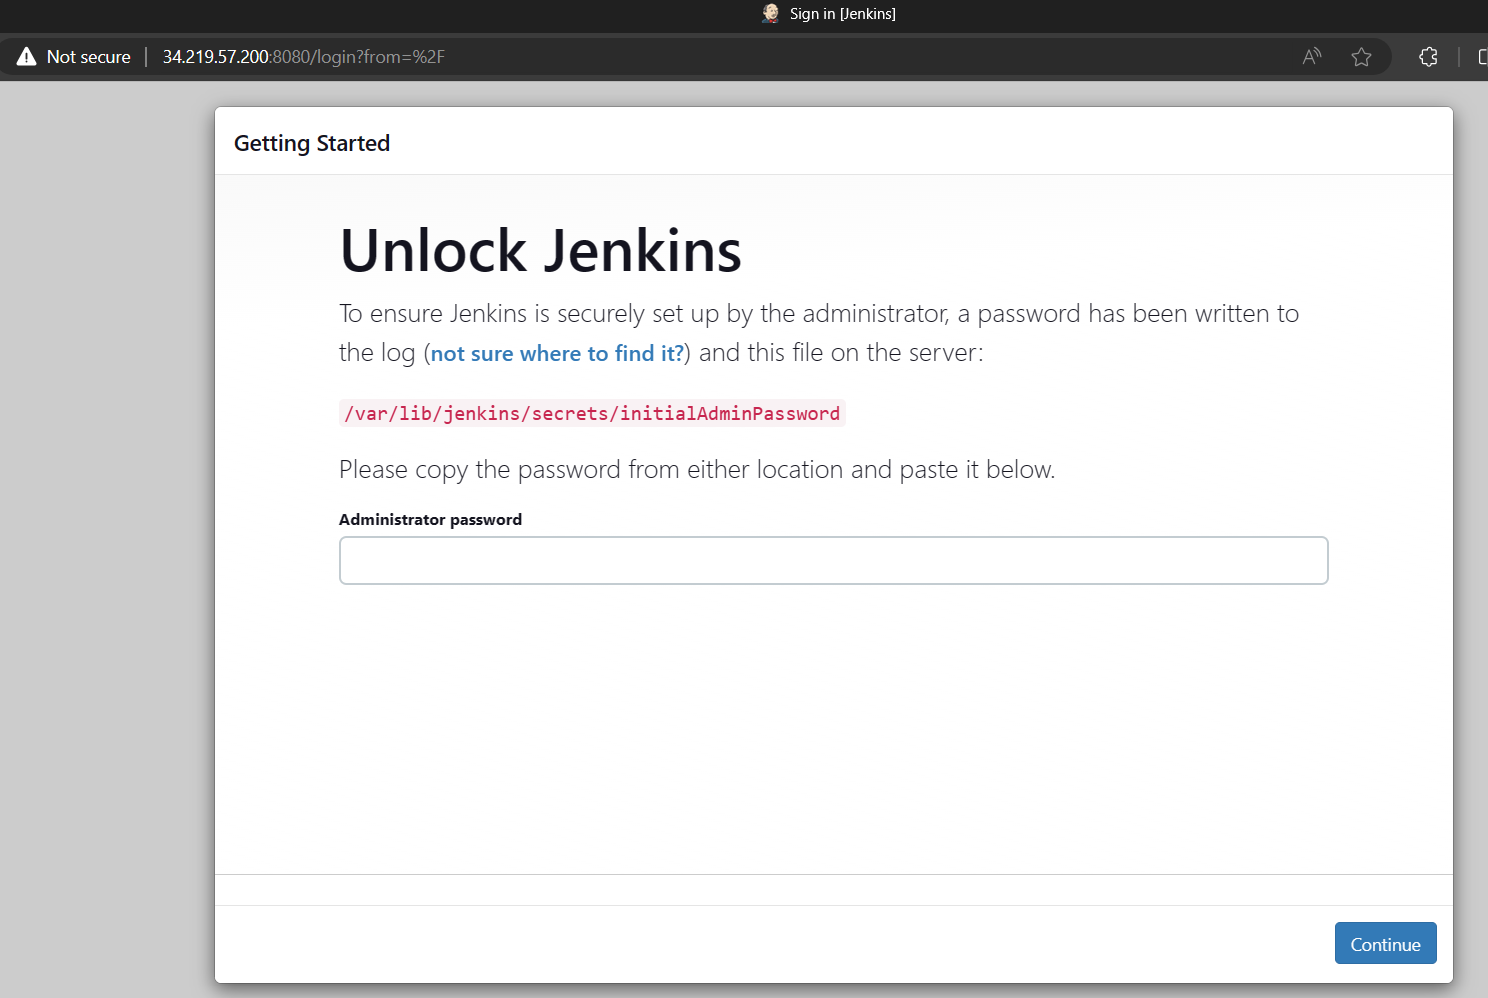 Sign in [Jenkins]
Not secure
34.219.57.200:8080/login?from=%2F
Getting Started
Unlock Jenkins
To ensure Jenkins is securely set up by the administrator, a password has been written to
the log (not sure where to find it?) and this file on the server:
/var/lib/jenkins/secrets/initialAdminPassword
Please copy the password from either location and paste it below.
Administrator password
Continue